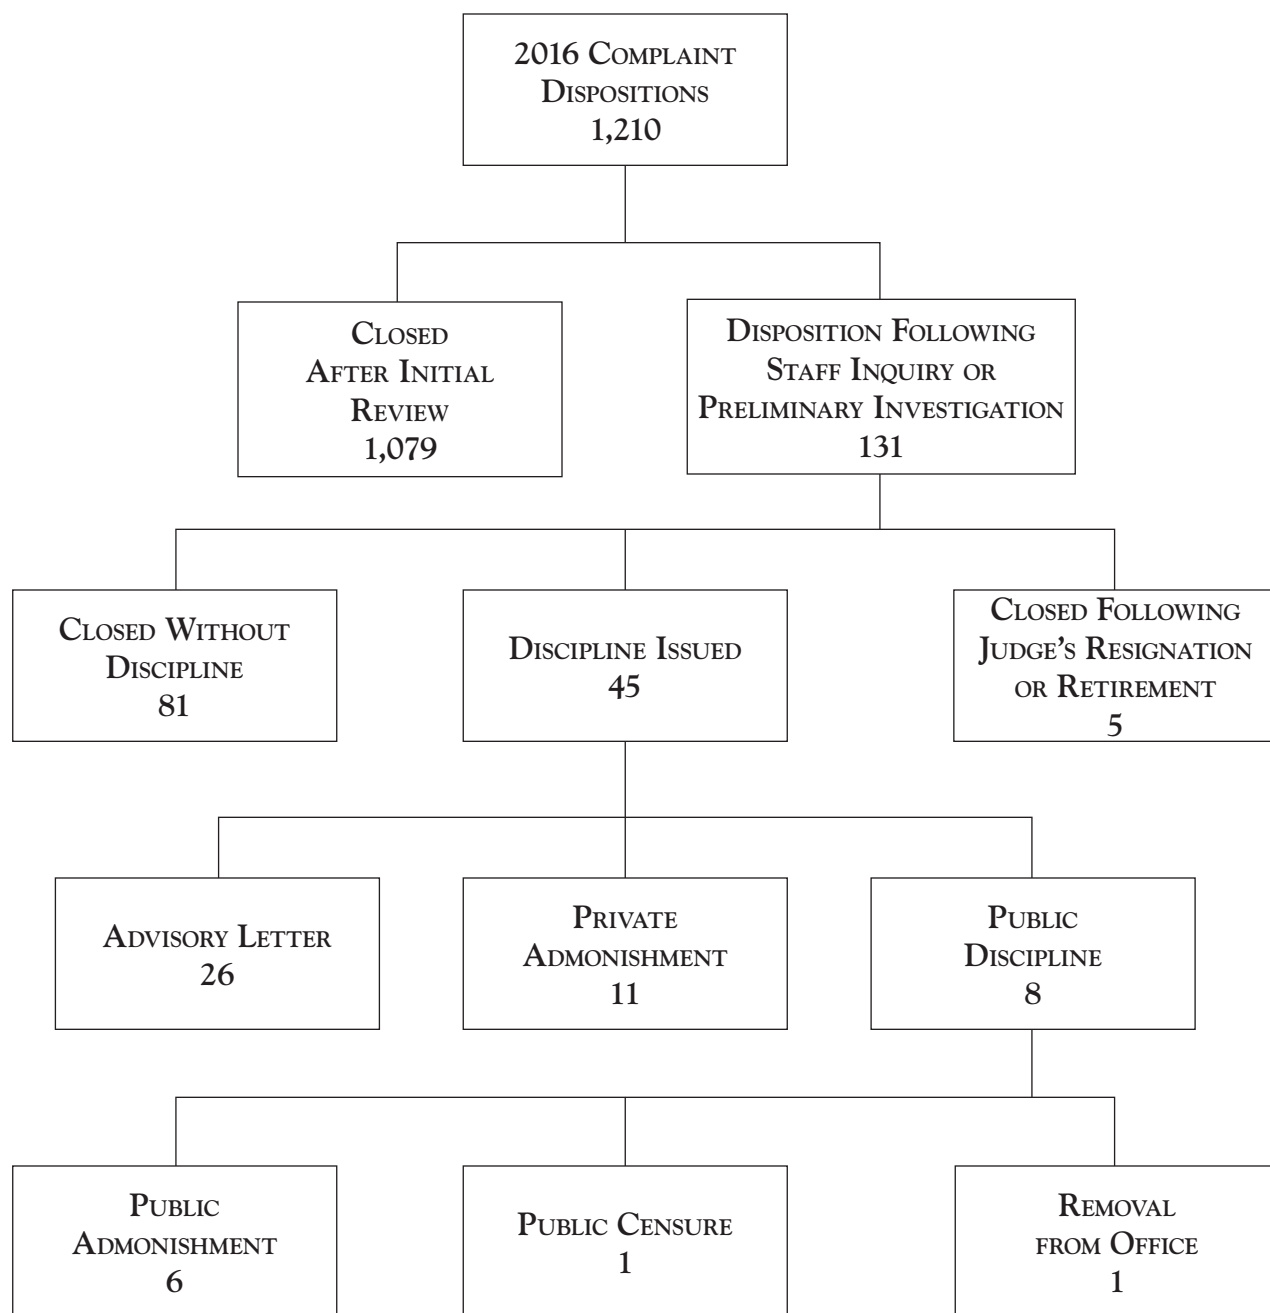 2016 Complaint
Dispositions
1,210
Closed
After Initial
Review
1,079
Disposition Following
Staff Inquiry or
Preliminary Investigation
131
Closed Without
Discipline
81
Discipline Issued
45
Closed Following
Judge's Resignation
or Retirement
5
Advisory Letter
26
Private
Admonishment
11
Public
Discipline
8
Public
Admonishment
6
Public Censure
1
Removal
from Office
1